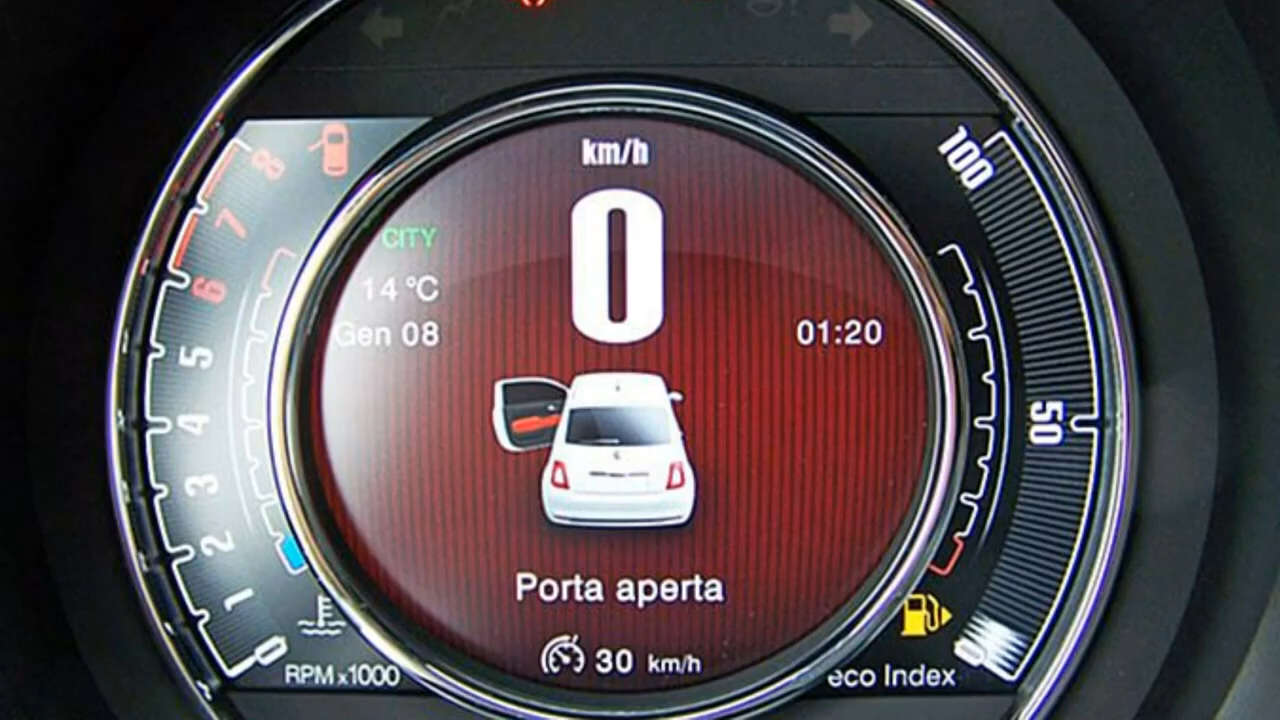 km/h
0
CITY
14 °C
Gen 08
01:20
Porta aperta
30 km/h
8
7
6
5
4
3
2
1
0
RPM x1000
100
50
0
eco Index